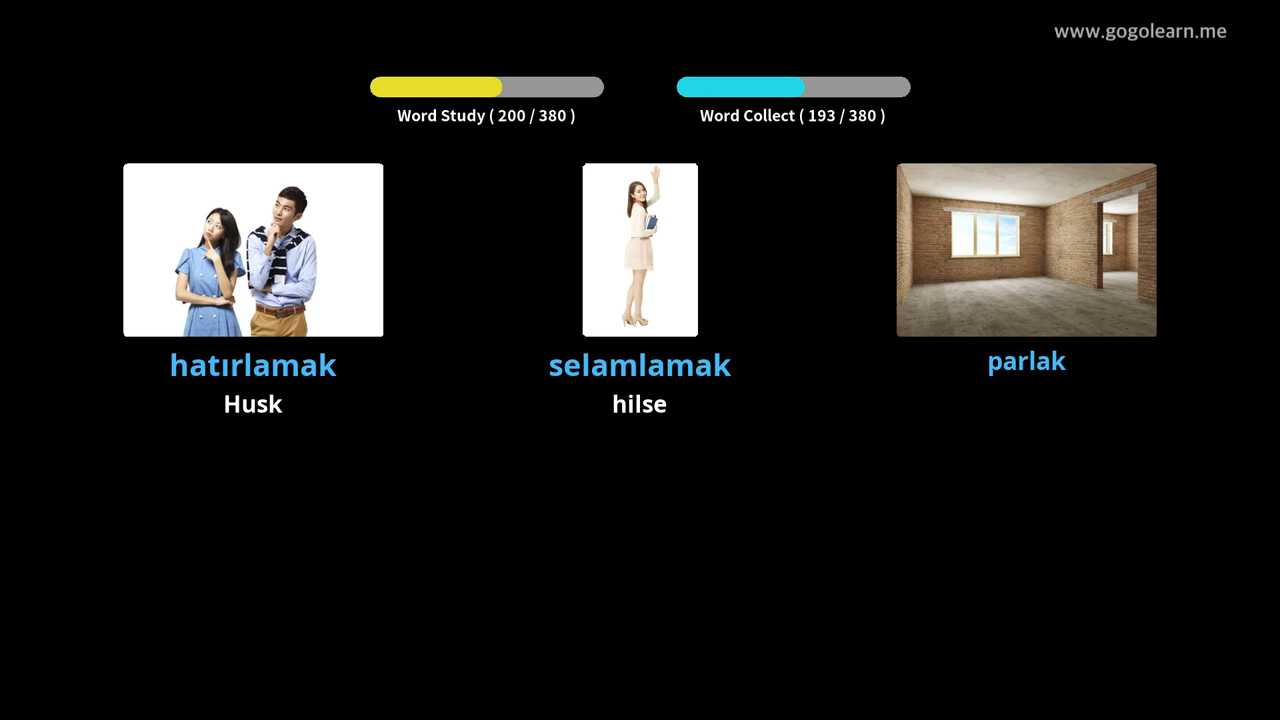 www.gogolearn.me
Word Study ( 200 / 380 )
Word Collect ( 193 / 380 )
hatırlamak
Husk
selamlamak
hilse
parlak